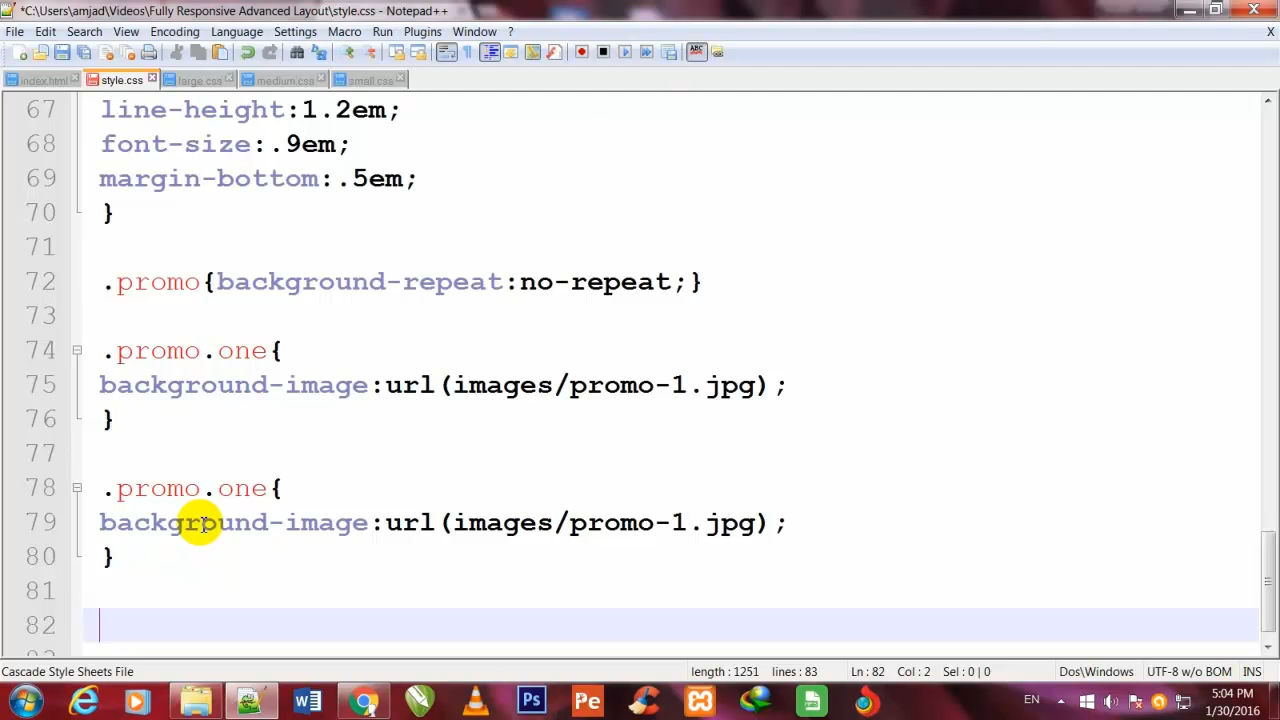 *C:\Users\amjad\Videos\Fully Responsive Advanced Layout\style.css - Notepad++
File Edit Search View Encoding Language Settings Macro Run Plugins Window ? X
index.html style.css large.css medium.css small.css
67 line-height:1.2em;
68 font-size:.9em;
69 margin-bottom:.5em;
70 }
71
72 .promo{background-repeat:no-repeat;}
73
74 .promo.one{
75 background-image:url(images/promo-1.jpg);
76 }
77
78 .promo.one{
79 background-image:url(images/promo-1.jpg);
80 }
81
82
Cascade Style Sheets File length : 1251 lines : 83 Ln : 82 Col : 2 Sel : 0 | 0 Dos\Windows UTF-8 w/o BOM INS
EN 5:04 PM
1/30/2016